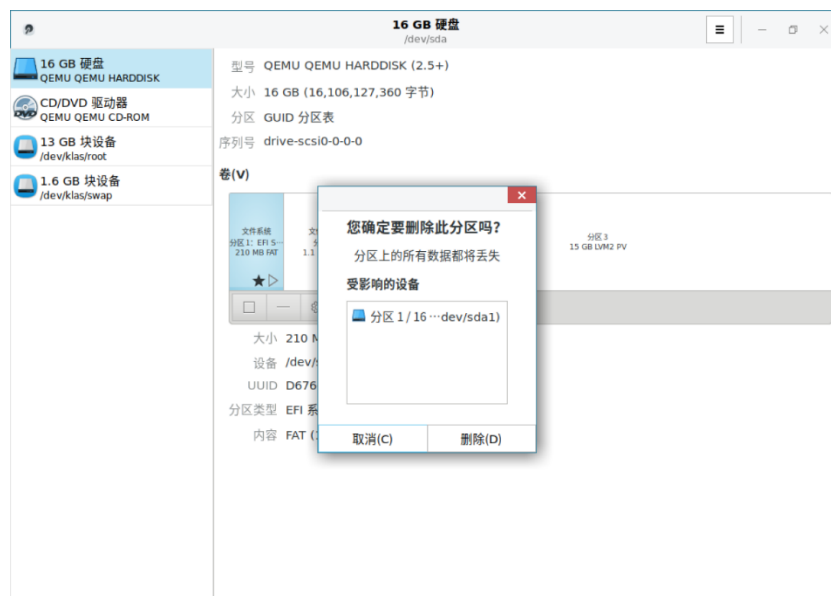 16 GB 硬盘
/dev/sda
16 GB 硬盘
QEMU QEMU HARDDISK
CD/DVD 驱动器
QEMU QEMU CD-ROM
13 GB 块设备
/dev/klas/root
1.6 GB 块设备
/dev/klas/swap
型号 QEMU QEMU HARDDISK (2.5+)
大小 16 GB (16,106,127,360 字节)
分区 GUID 分区表
序列号 drive-scsi0-0-0-0
卷(V)
文件系统
分区 1: EFI S…
210 MB FAT
1.1
分区 3
15 GB LVM2 PV
大小 210 M
设备 /dev/s
UUID D676
分区类型 EFI 系
内容 FAT (
您确定要删除此分区吗?
分区上的所有数据都将丢失
受影响的设备
分区 1 / 16 …dev/sda1)
取消(C)
删除(D)